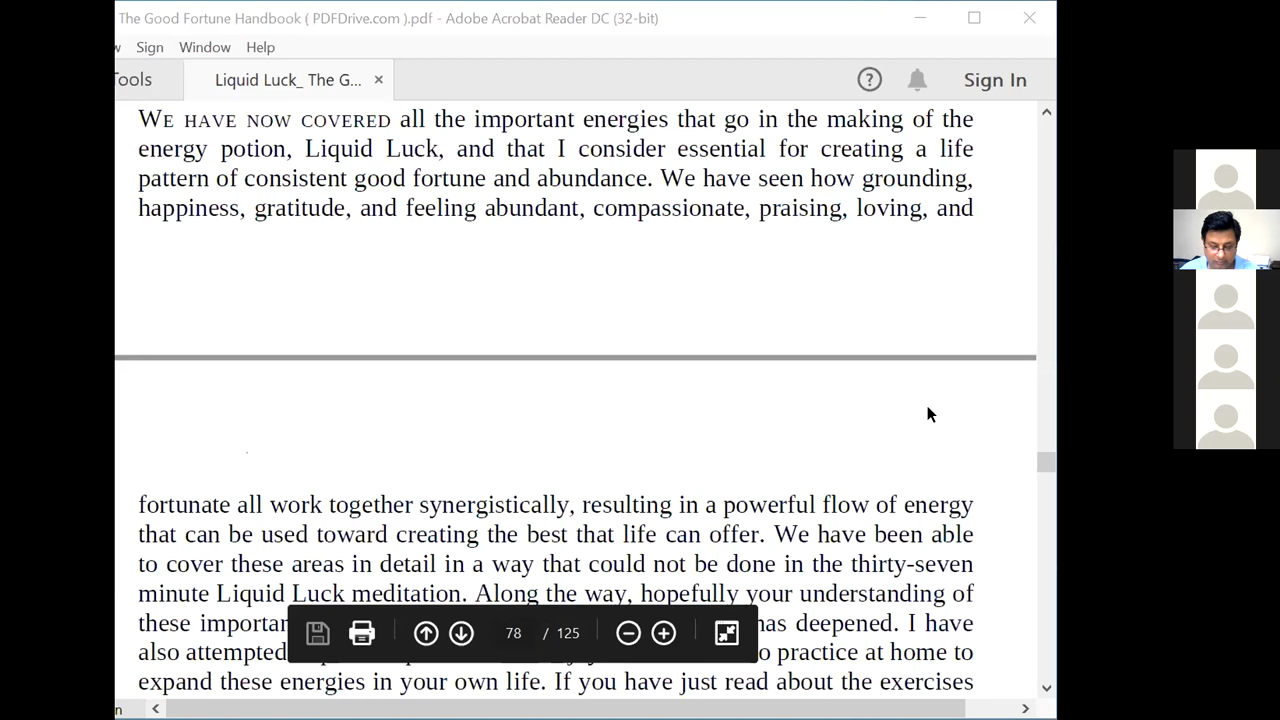 The Good Fortune Handbook ( PDFDrive.com ).pdf - Adobe Acrobat Reader DC (32-bit)
w Sign Window Help
Tools Liquid Luck_ The G... × Sign In
WE HAVE NOW COVERED all the important energies that go in the making of the
energy potion, Liquid Luck, and that I consider essential for creating a life
pattern of consistent good fortune and abundance. We have seen how grounding,
happiness, gratitude, and feeling abundant, compassionate, praising, loving, and
fortunate all work together synergistically, resulting in a powerful flow of energy
that can be used toward creating the best that life can offer. We have been able
to cover these areas in detail in a way that could not be done in the thirty-seven
minute Liquid Luck meditation. Along the way, hopefully your understanding of
these importan has deepened. I have
78 / 125
also attempted o practice at home to
expand these energies in your own life. If you have just read about the exercises
n